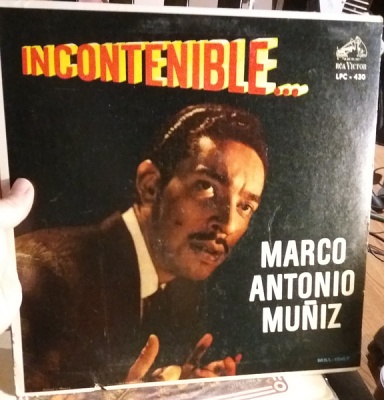 INCONTENIBLE...
RCA VICTOR
LPC - 430
MARCO
ANTONIO
MUÑIZ